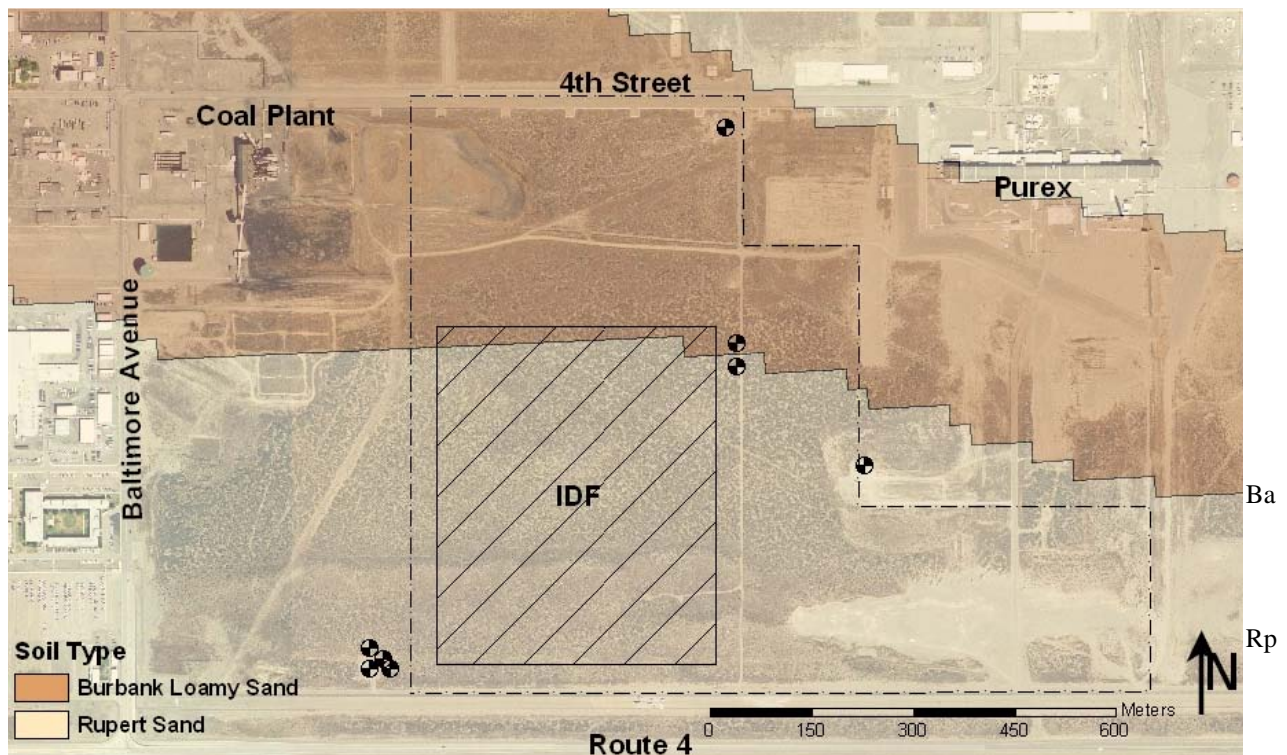 4th Street
Coal Plant
Purex
Baltimore Avenue
IDF
Ba
Rp
Soil Type
Burbank Loamy Sand
Rupert Sand
N
Meters
0 150 300 450 600
Route 4